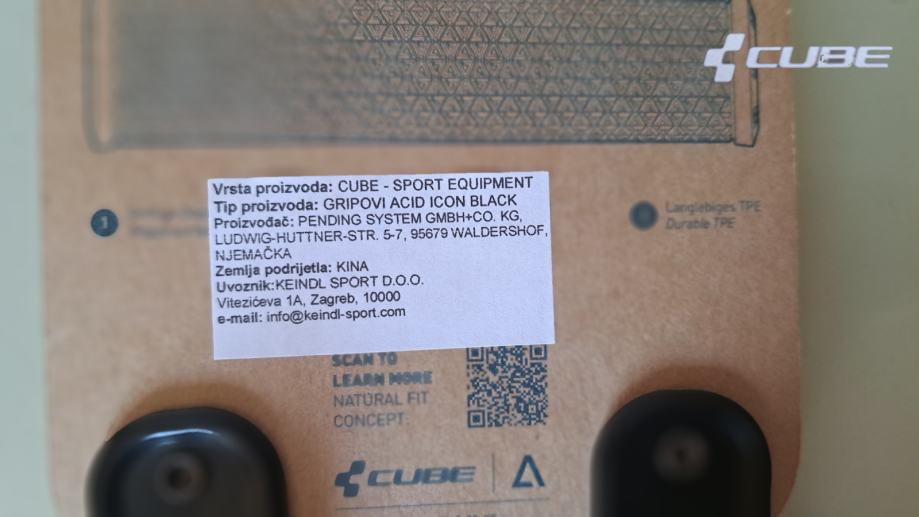 CUBE
1
Langlebiges TPE
Durable TPE
Vrsta proizvoda: CUBE - SPORT EQUIPMENT
Tip proizvoda: GRIPOVI ACID ICON BLACK
Proizvođač: PENDING SYSTEM GMBH+CO. KG,
LUDWIG-HUTTNER-STR. 5-7, 95679 WALDERSHOF,
NJEMAČKA
Zemlja podrijetla: KINA
Uvoznik:KEINDL SPORT D.O.O.
Vitezićeva 1A, Zagreb, 10000
e-mail: info@keindl-sport.com
SCAN TO
LEARN MORE
NATURAL FIT
CONCEPT.
CUBE